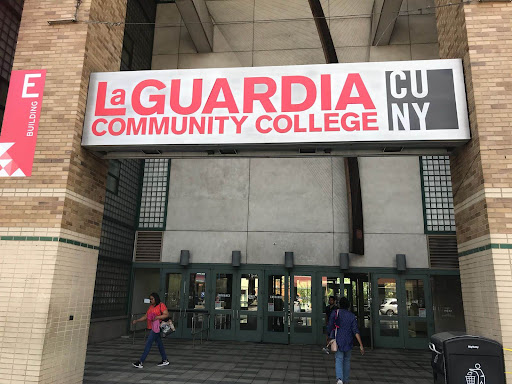 LaGUARDIA
COMMUNITY COLLEGE
CU
NY
E
BUILDING